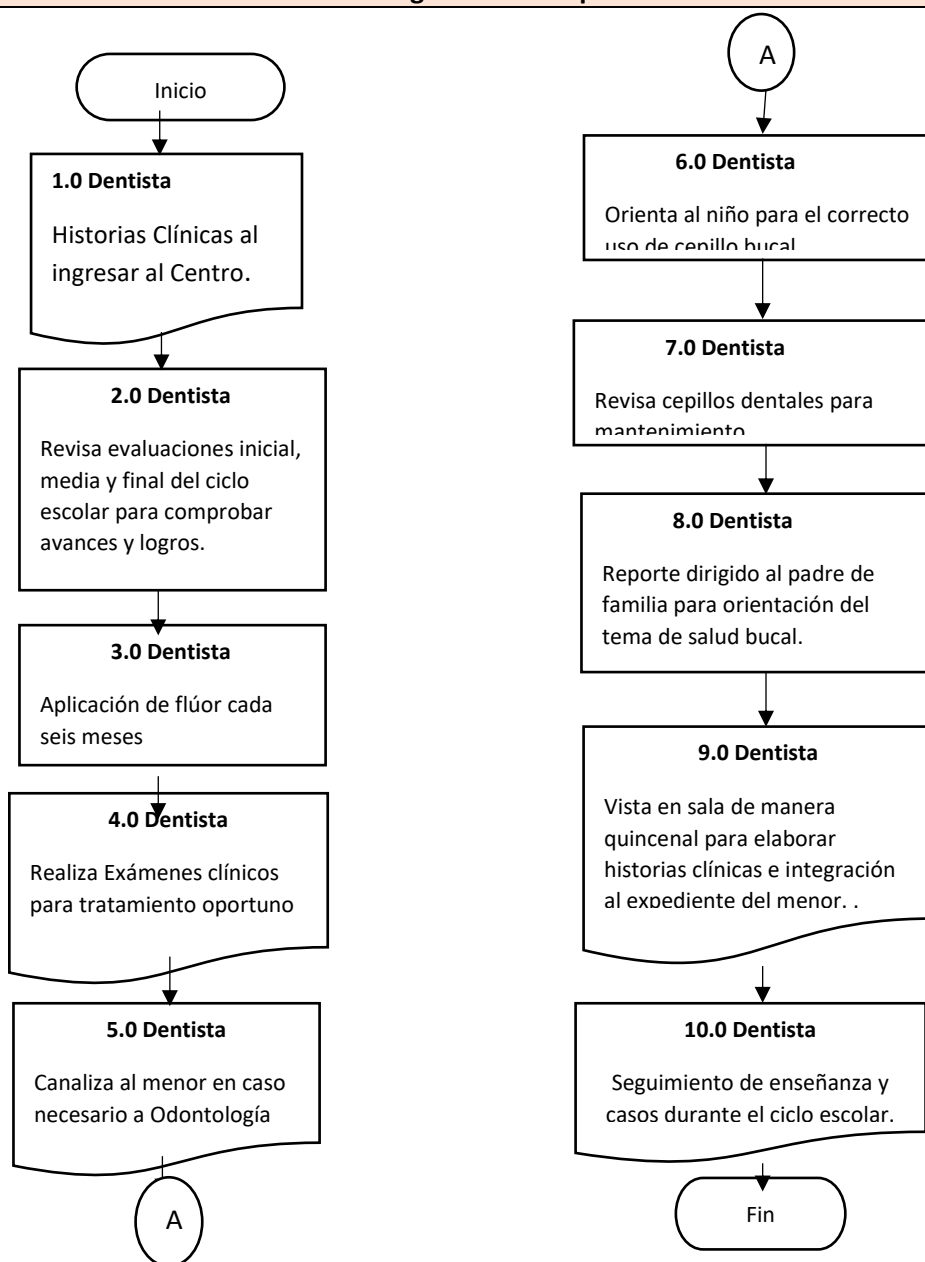 Inicio
1.0 Dentista
Historias Clínicas al
ingresar al Centro.
2.0 Dentista
Revisa evaluaciones inicial,
media y final del ciclo
escolar para comprobar
avances y logros.
3.0 Dentista
Aplicación de flúor cada
seis meses
4.0 Dentista
Realiza Exámenes clínicos
para tratamiento oportuno
5.0 Dentista
Canaliza al menor en caso
necesario a Odontología
A
A
6.0 Dentista
Orienta al niño para el correcto
uso de cepillo bucal
7.0 Dentista
Revisa cepillos dentales para
mantenimiento
8.0 Dentista
Reporte dirigido al padre de
familia para orientación del
tema de salud bucal.
9.0 Dentista
Vista en sala de manera
quincenal para elaborar
historias clínicas e integración
al expediente del menor. .
10.0 Dentista
Seguimiento de enseñanza y
casos durante el ciclo escolar.
Fin